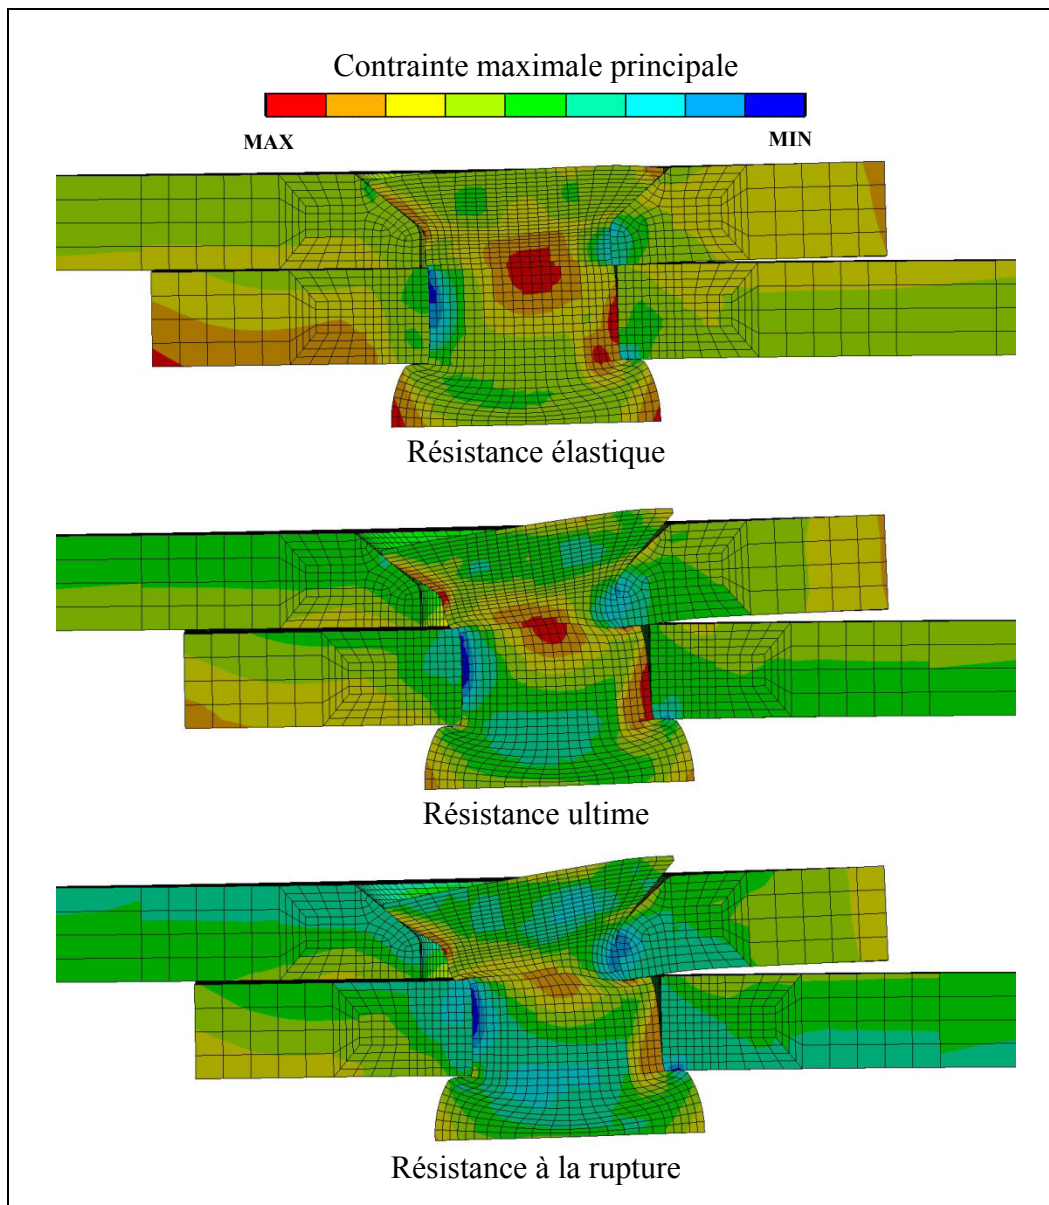 Contrainte maximale principale
MAX MIN
Résistance élastique
Résistance ultime
Résistance à la rupture